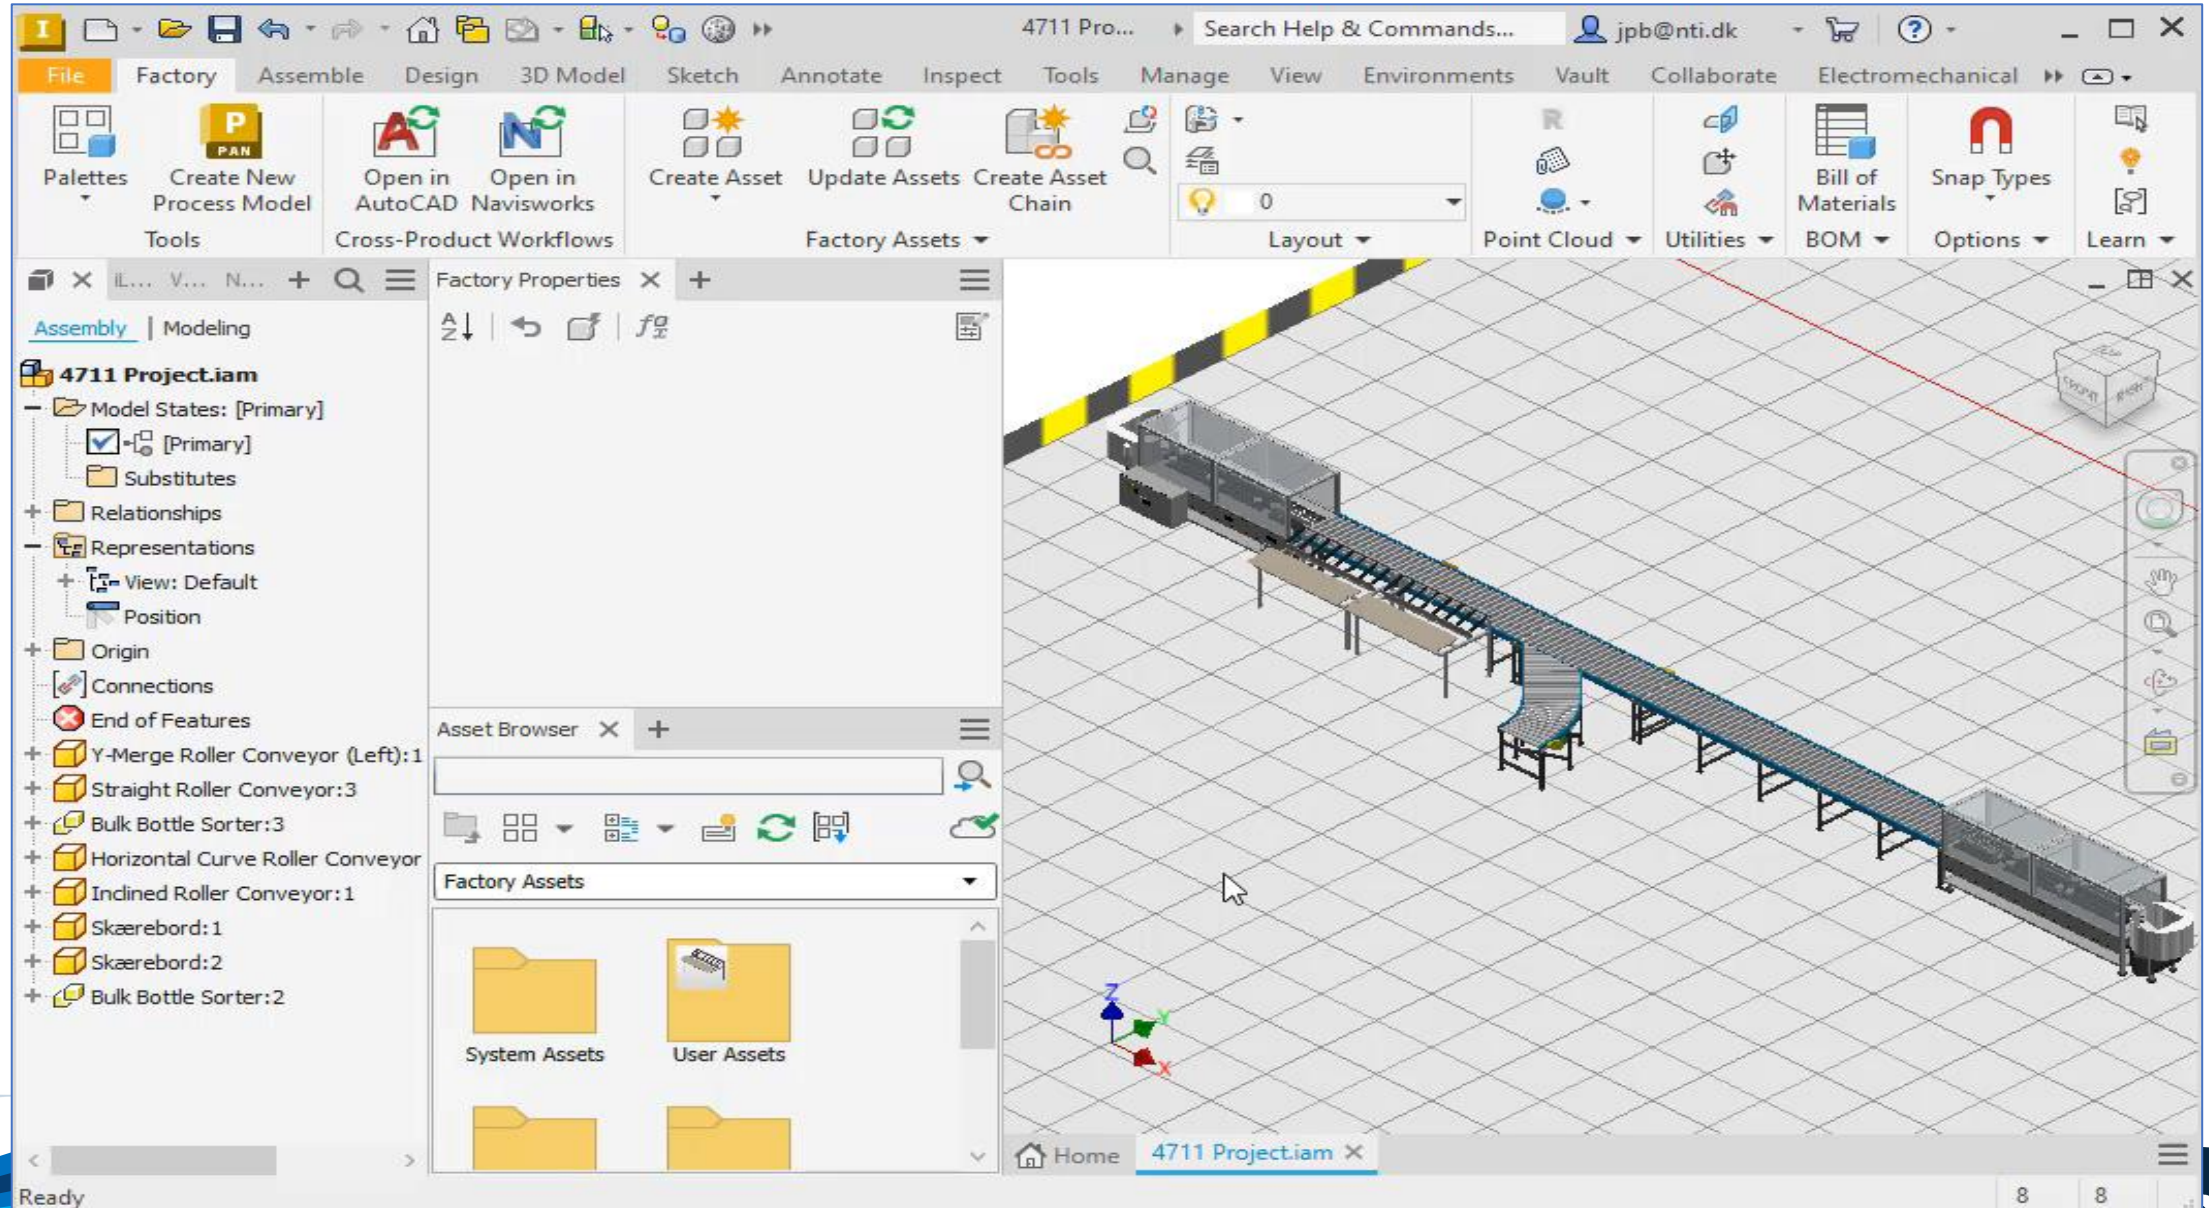 I
4711 Pro...
Search Help & Commands...
jpb@nti.dk
File
Factory
Assemble
Design
3D Model
Sketch
Annotate
Inspect
Tools
Manage
View
Environments
Vault
Collaborate
Electromechanical
Palettes
P
PAN
Create New
Process Model
Open in
AutoCAD
Open in
Navisworks
Create Asset
Update Assets
Create Asset
Chain
0
Bill of
Materials
Snap Types
Tools
Cross-Product Workflows
Factory Assets
Layout
Point Cloud
Utilities
BOM
Options
Learn
iL...
V...
N...
Factory Properties
Assembly | Modeling
4711 Project.iam
Model States: [Primary]
[Primary]
Substitutes
Relationships
Representations
View: Default
Position
Origin
Connections
End of Features
Y-Merge Roller Conveyor (Left):1
Straight Roller Conveyor:3
Bulk Bottle Sorter:3
Horizontal Curve Roller Conveyor
Inclined Roller Conveyor:1
Skærebord:1
Skærebord:2
Bulk Bottle Sorter:2
Asset Browser
Factory Assets
System Assets
User Assets
TOP
FRONT
RIGHT
Z
Y
X
Home
4711 Project.iam
Ready
8
8